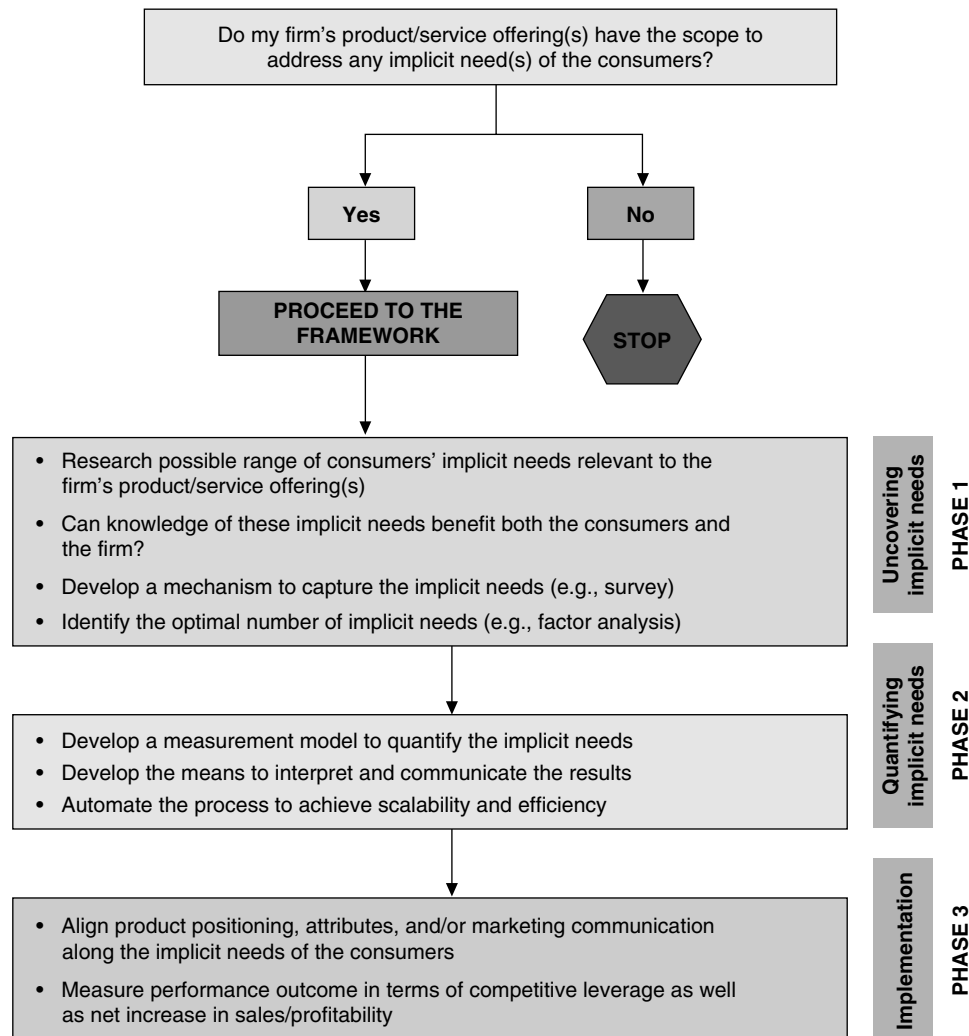 Do my firm’s product/service offering(s) have the scope to
address any implicit need(s) of the consumers?
Yes
No
PROCEED TO THE
FRAMEWORK
STOP
• Research possible range of consumers’ implicit needs relevant to the
firm’s product/service offering(s)
• Can knowledge of these implicit needs benefit both the consumers and
the firm?
• Develop a mechanism to capture the implicit needs (e.g., survey)
• Identify the optimal number of implicit needs (e.g., factor analysis)
Uncovering
implicit needs
PHASE 1
• Develop a measurement model to quantify the implicit needs
• Develop the means to interpret and communicate the results
• Automate the process to achieve scalability and efficiency
Quantifying
implicit needs
PHASE 2
• Align product positioning, attributes, and/or marketing communication
along the implicit needs of the consumers
• Measure performance outcome in terms of competitive leverage as well
as net increase in sales/profitability
Implementation
PHASE 3